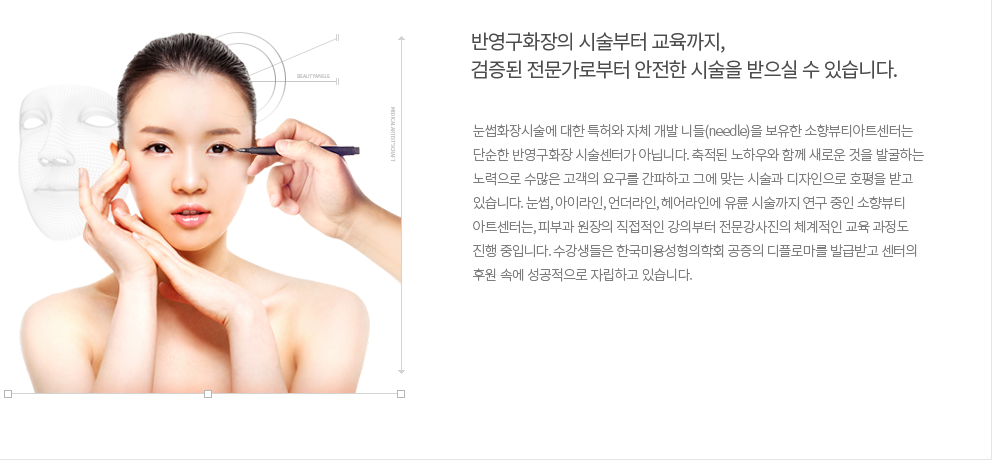 반영구화장의 시술부터 교육까지,
검증된 전문가로부터 안전한 시술을 받으실 수 있습니다.
BEAUTY ANGLE
눈썹화장시술에 대한 특허와 자체 개발 니들(needle)을 보유한 소향뷰티아트센터는
단순한 반영구화장 시술센터가 아닙니다. 축적된 노하우와 함께 새로운 것을 발굴하는
노력으로 수많은 고객의 요구를 간파하고 그에 맞는 시술과 디자인으로 호평을 받고
있습니다. 눈썹, 아이라인, 언더라인, 헤어라인에 유륜 시술까지 연구 중인 소향뷰티
아트센터는, 피부과 원장의 직접적인 강의부터 전문강사진의 체계적인 교육 과정도
진행 중입니다. 수강생들은 한국미용성형의학회 공증의 디플로마를 발급받고 센터의
후원 속에 성공적으로 자립하고 있습니다.